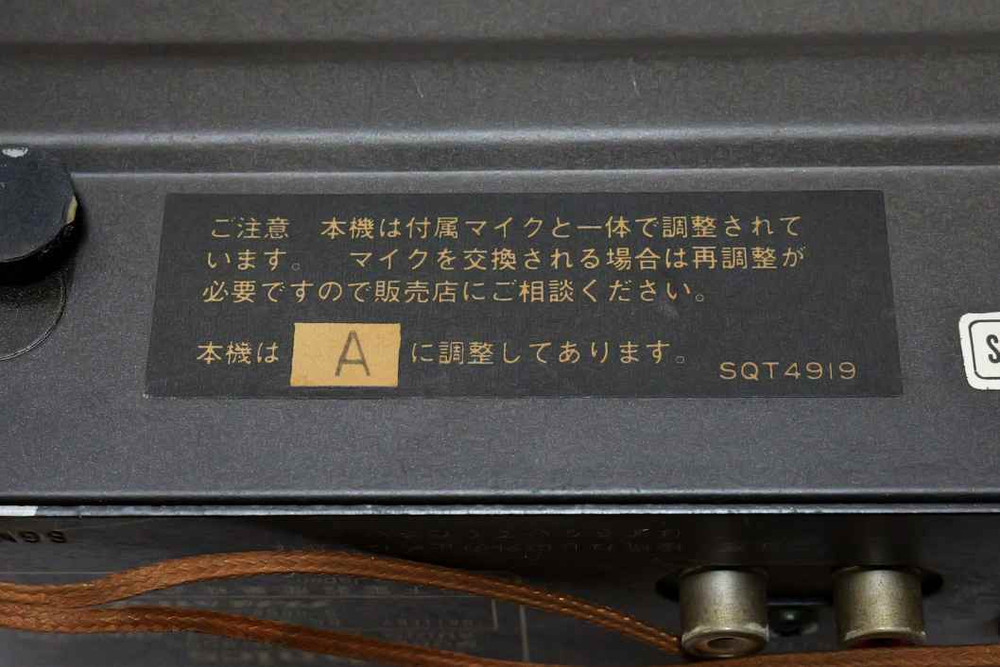 ご注意　本機は付属マイクと一体で調整されて
います。　マイクを交換される場合は再調整が
必要ですので販売店にご相談ください。
本機は A に調整してあります。
SQT4919
S